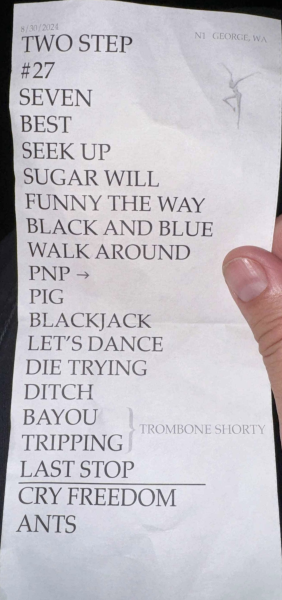 8/30/2024
N1 GEORGE, WA
TWO STEP
#27
SEVEN
BEST
SEEK UP
SUGAR WILL
FUNNY THE WAY
BLACK AND BLUE
WALK AROUND
PNP →
PIG
BLACKJACK
LET'S DANCE
DIE TRYING
DITCH
BAYOU
TRIPPING
TROMBONE SHORTY
LAST STOP
CRY FREEDOM
ANTS